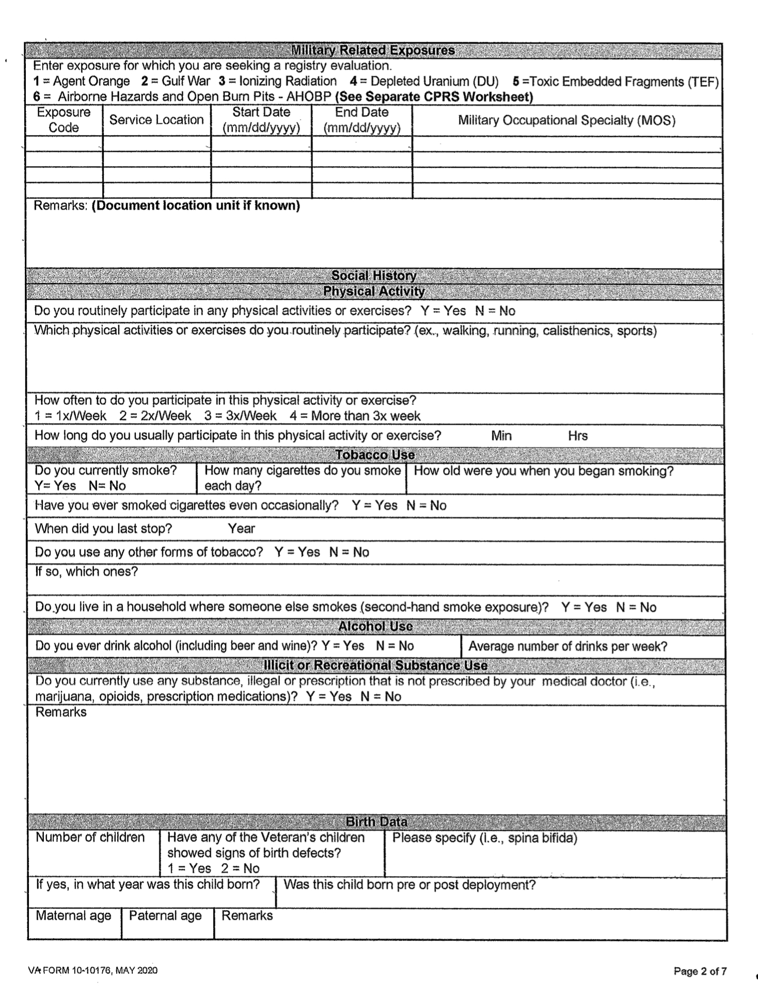 Military Related Exposures
Enter exposure for which you are seeking a registry evaluation.
1 = Agent Orange 2 = Gulf War 3 = Ionizing Radiation 4 = Depleted Uranium (DU) 5 =Toxic Embedded Fragments (TEF)
6 = Airborne Hazards and Open Burn Pits - AHOBP (See Separate CPRS Worksheet)
Exposure Code
Service Location
Start Date (mm/dd/yyyy)
End Date (mm/dd/yyyy)
Military Occupational Specialty (MOS)
Remarks: (Document location unit if known)
Social History
Physical Activity
Do you routinely participate in any physical activities or exercises? Y = Yes N = No
Which physical activities or exercises do you routinely participate? (ex., walking, running, calisthenics, sports)
How often to do you participate in this physical activity or exercise?
1 = 1x/Week 2 = 2x/Week 3 = 3x/Week 4 = More than 3x week
How long do you usually participate in this physical activity or exercise? Min Hrs
Tobacco Use
Do you currently smoke?
Y= Yes N= No
How many cigarettes do you smoke
each day?
How old were you when you began smoking?
Have you ever smoked cigarettes even occasionally? Y = Yes N = No
When did you last stop? Year
Do you use any other forms of tobacco? Y = Yes N = No
If so, which ones?
Do you live in a household where someone else smokes (second-hand smoke exposure)? Y = Yes N = No
Alcohol Use
Do you ever drink alcohol (including beer and wine)? Y = Yes N = No
Average number of drinks per week?
Illicit or Recreational Substance Use
Do you currently use any substance, illegal or prescription that is not prescribed by your medical doctor (i.e.,
marijuana, opioids, prescription medications)? Y = Yes N = No
Remarks
Birth Data
Number of children
Have any of the Veteran's children
showed signs of birth defects?
1 = Yes 2 = No
Please specify (i.e., spina bifida)
If yes, in what year was this child born?
Was this child born pre or post deployment?
Maternal age
Paternal age
Remarks
VA FORM 10-10176, MAY 2020
Page 2 of 7